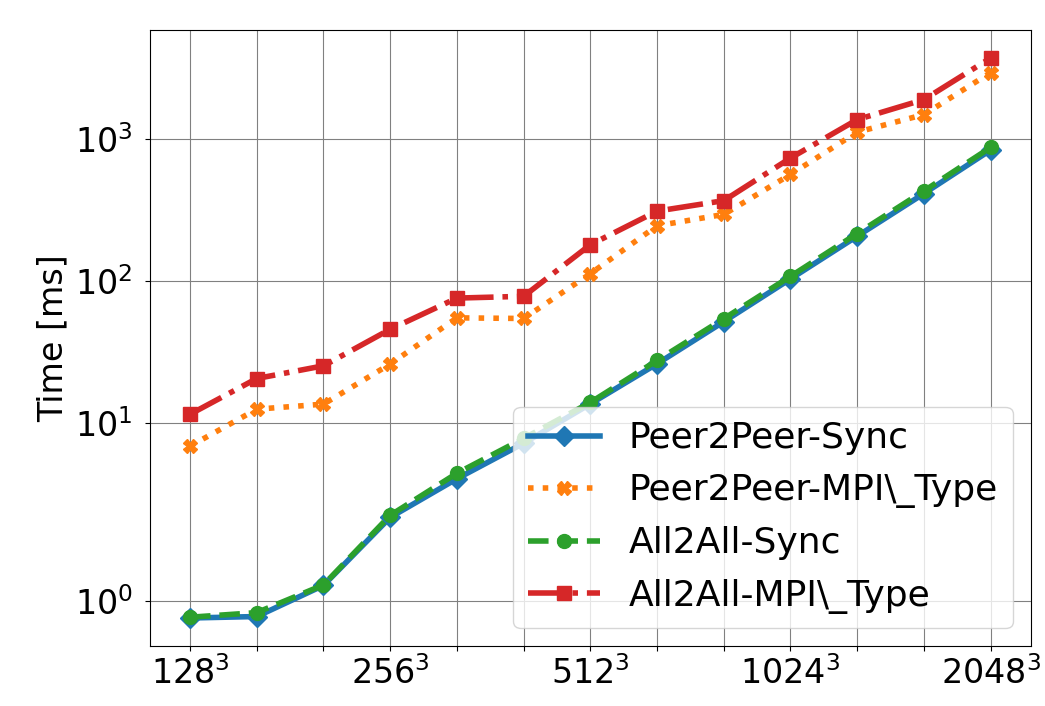 10³
10²
10¹
10⁰
Time [ms]
128³ 256³ 512³ 1024³ 2048³
Peer2Peer-Sync
Peer2Peer-MPI\_Type
All2All-Sync
All2All-MPI\_Type